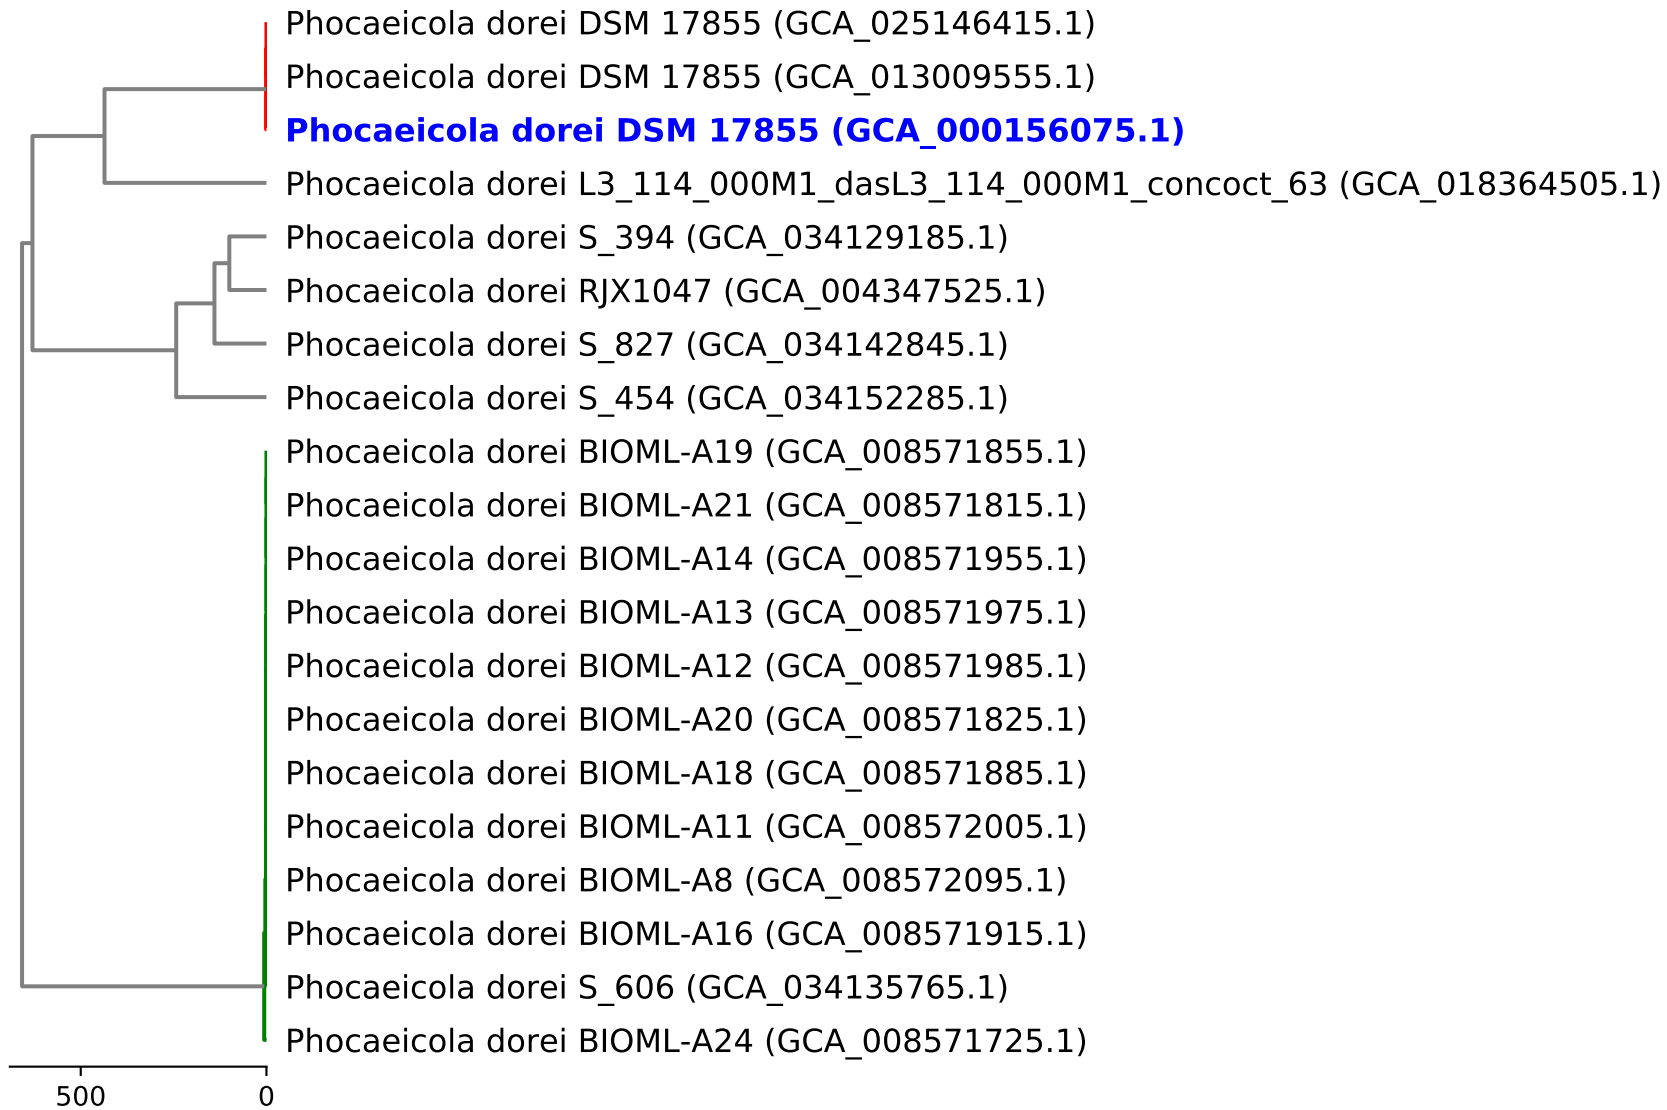 Phocaeicola dorei DSM 17855 (GCA_025146415.1)
Phocaeicola dorei DSM 17855 (GCA_013009555.1)
Phocaeicola dorei DSM 17855 (GCA_000156075.1)
Phocaeicola dorei L3_114_000M1_dasL3_114_000M1_concoct_63 (GCA_018364505.1)
Phocaeicola dorei S_394 (GCA_034129185.1)
Phocaeicola dorei RJX1047 (GCA_004347525.1)
Phocaeicola dorei S_827 (GCA_034142845.1)
Phocaeicola dorei S_454 (GCA_034152285.1)
Phocaeicola dorei BIOML-A19 (GCA_008571855.1)
Phocaeicola dorei BIOML-A21 (GCA_008571815.1)
Phocaeicola dorei BIOML-A14 (GCA_008571955.1)
Phocaeicola dorei BIOML-A13 (GCA_008571975.1)
Phocaeicola dorei BIOML-A12 (GCA_008571985.1)
Phocaeicola dorei BIOML-A20 (GCA_008571825.1)
Phocaeicola dorei BIOML-A18 (GCA_008571885.1)
Phocaeicola dorei BIOML-A11 (GCA_008572005.1)
Phocaeicola dorei BIOML-A8 (GCA_008572095.1)
Phocaeicola dorei BIOML-A16 (GCA_008571915.1)
Phocaeicola dorei S_606 (GCA_034135765.1)
Phocaeicola dorei BIOML-A24 (GCA_008571725.1)
500 0